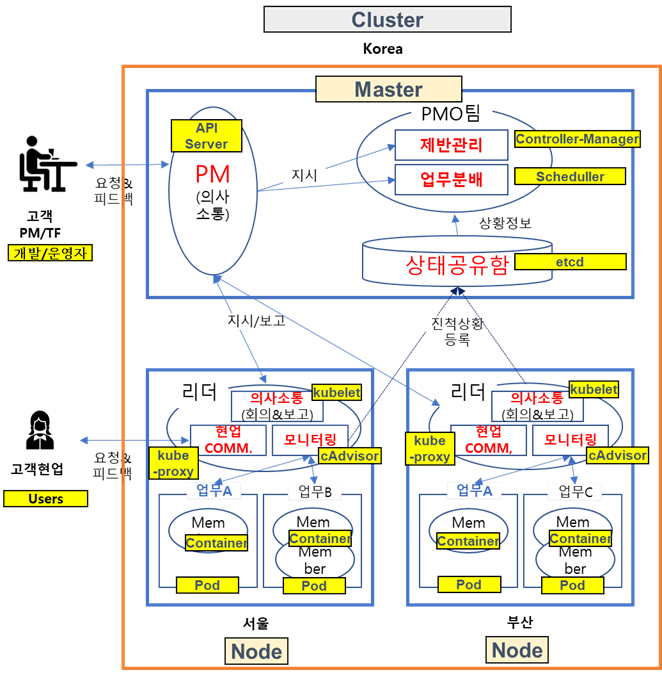 Cluster
Korea
Master
API
Server
PM
(의사
소통)
PMO팀
제반관리
Controller-Manager
업무분배
Scheduller
지시
상황정보
상태공유함
etcd
요청&
피드백
고객
PM/TF
개발/운영자
지시/보고
진척상황
등록
리더
의사소통
(회의&보고)
kubelet
현업
COMM.
모니터링
kube
-proxy
cAdvisor
업무A
업무B
Mem
Container
Pod
Mem
Container
Mem
ber
Pod
서울
Node
리더
의사소통
(회의&보고)
kubelet
현업
COMM,
모니터링
kube
-proxy
cAdvisor
업무A
업무C
Mem
Container
Pod
Mem
Container
Mem
ber
Pod
부산
Node
고객현업
Users
요청&
피드백